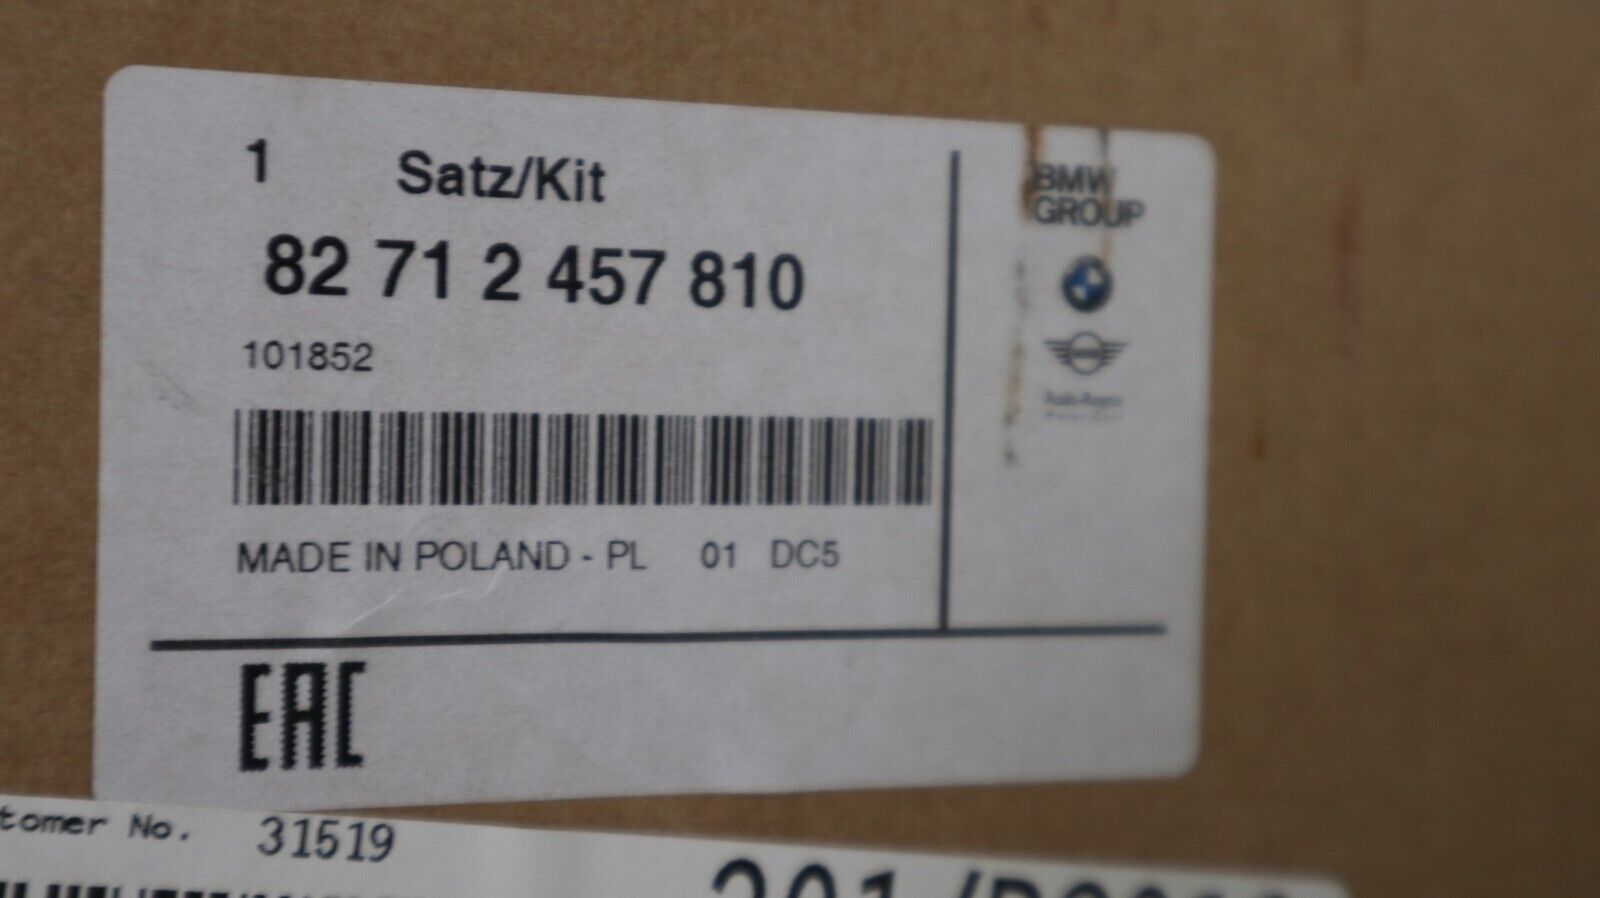 1 Satz/Kit
82 71 2 457 810
101852
MADE IN POLAND - PL 01 DC5
BMW
GROUP
EAC
tomer No. 31519